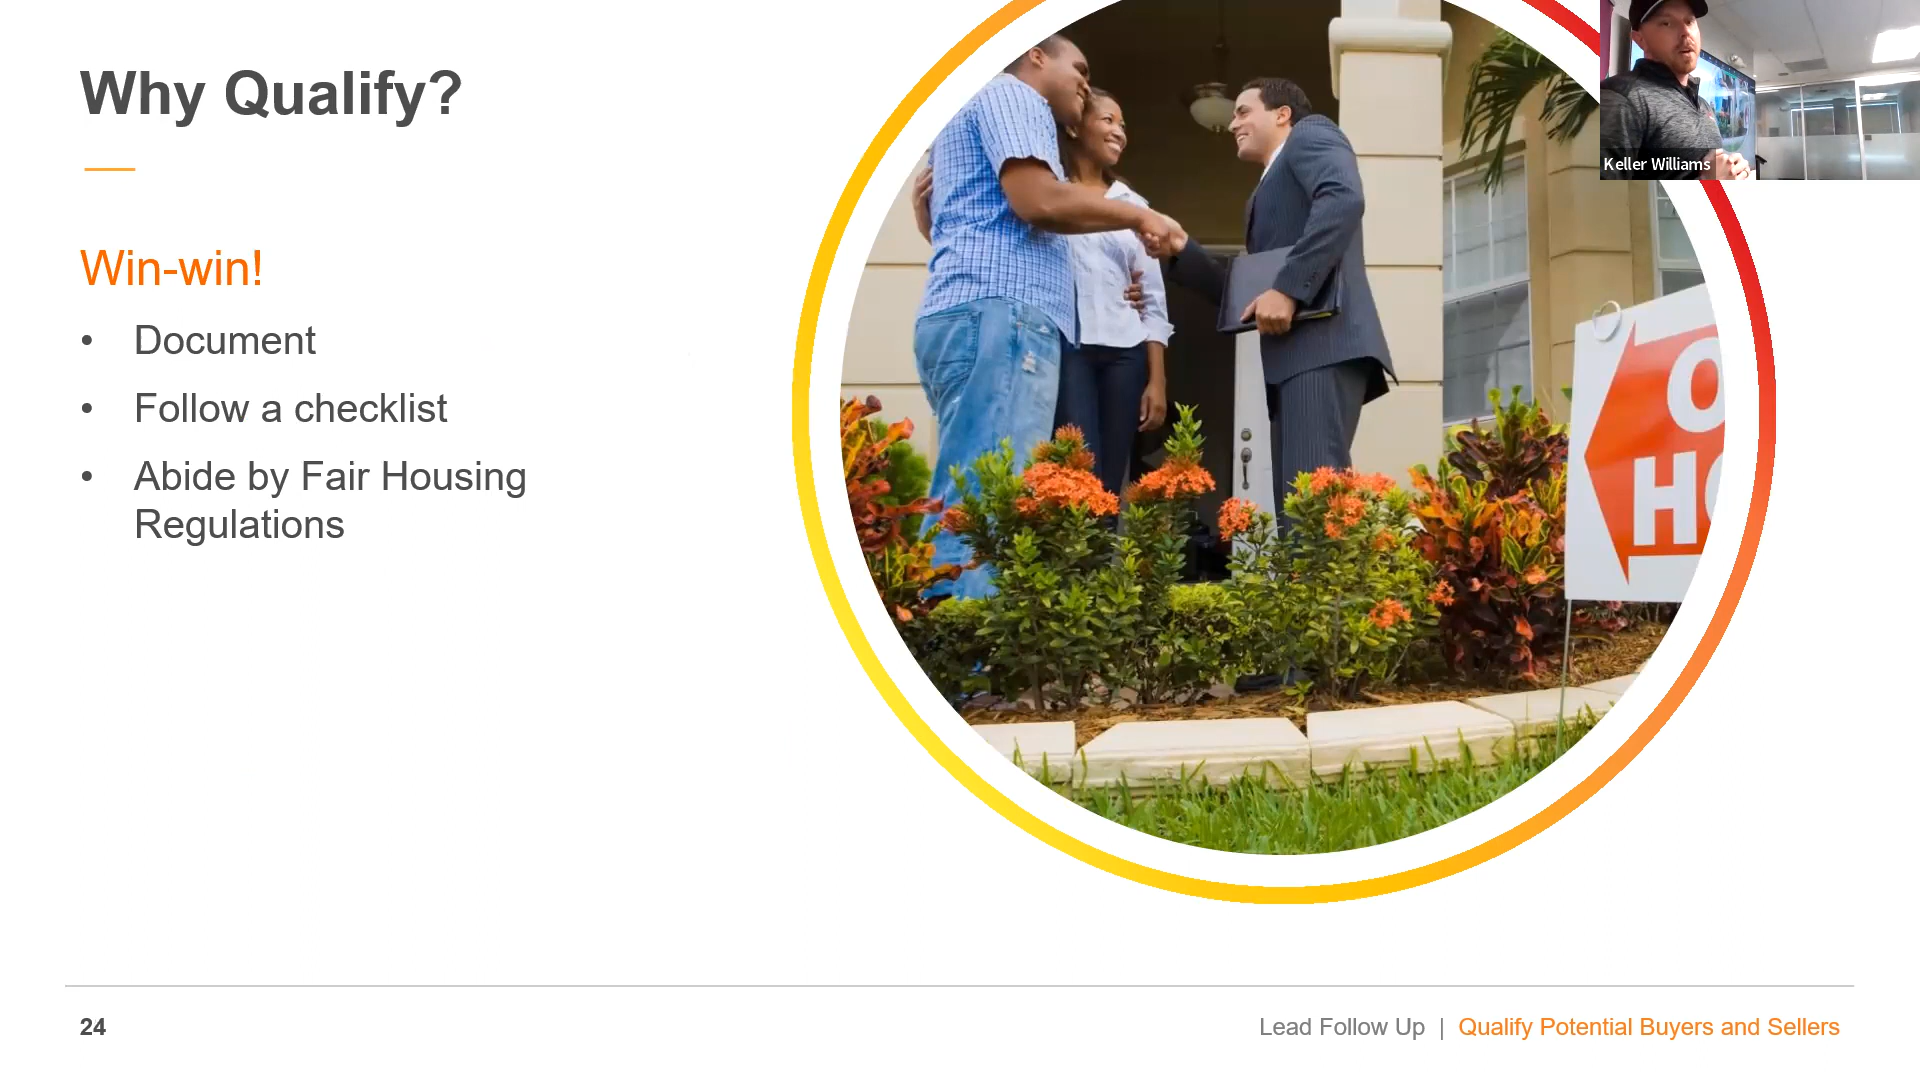 Why Qualify?
Keller Williams
Win-win!
• Document
• Follow a checklist
• Abide by Fair Housing
Regulations
O
HO
24
Lead Follow Up | Qualify Potential Buyers and Sellers